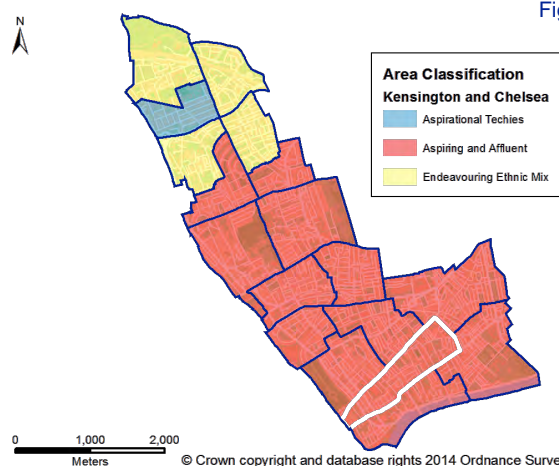 Fig
N
Area Classification
Kensington and Chelsea
Aspirational Techies
Aspiring and Affluent
Endeavouring Ethnic Mix
0 1,000 2,000
Meters
© Crown copyright and database rights 2014 Ordnance Surve